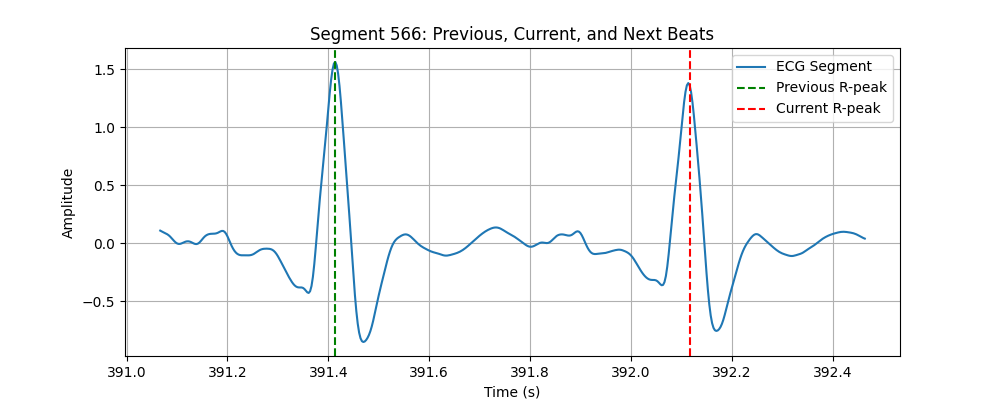 Segment 566: Previous, Current, and Next Beats
ECG Segment
Previous R-peak
Current R-peak
Amplitude
1.5
1.0
0.5
0.0
−0.5
391.0 391.2 391.4 391.6 391.8 392.0 392.2 392.4
Time (s)